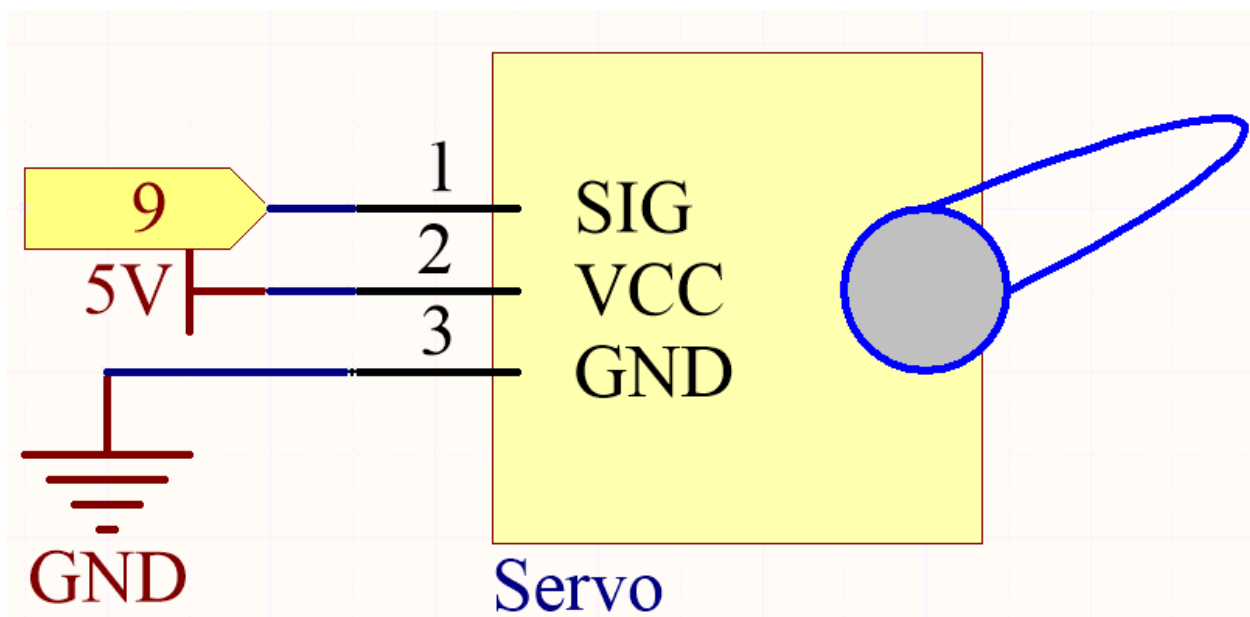 1
9 SIG
2
5V VCC
3
GND
GND
Servo